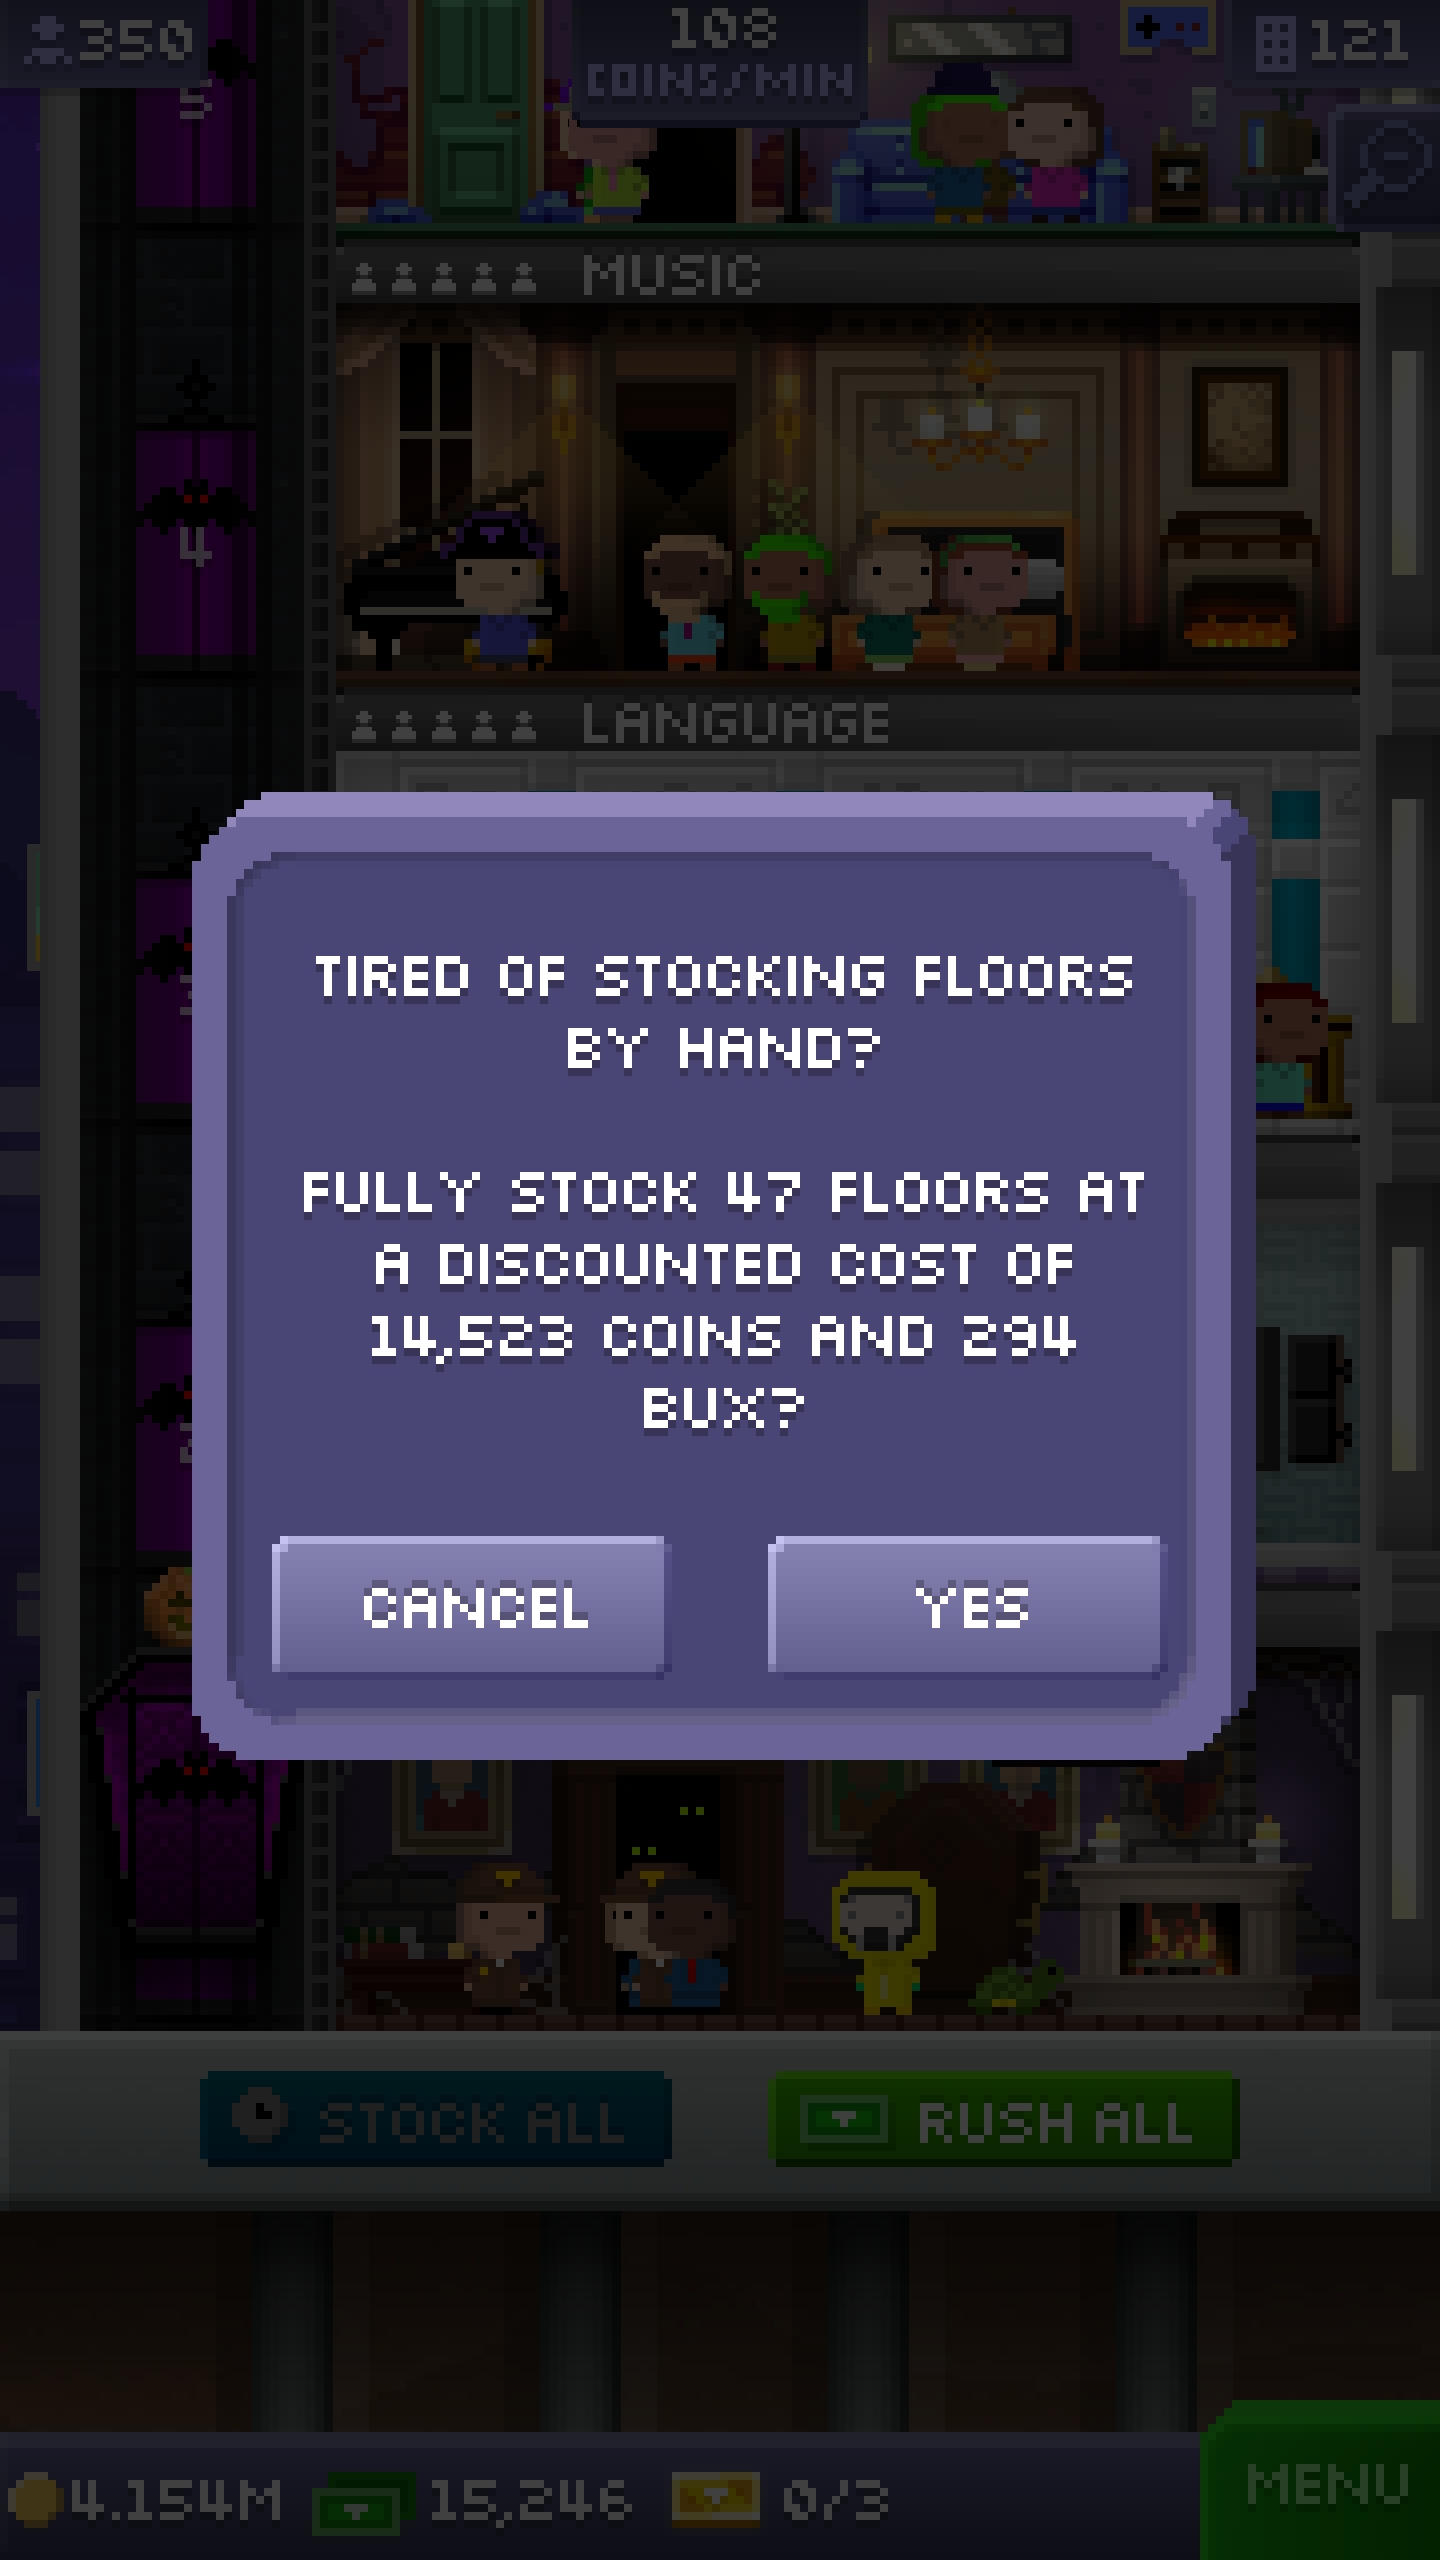 350
108
COINS/MIN
121
5
MUSIC
4
LANGUAGE
TIRED OF STOCKING FLOORS
BY HAND?
FULLY STOCK 47 FLOORS AT
A DISCOUNTED COST OF
14,523 COINS AND 294
BUX?
CANCEL
YES
STOCK ALL
RUSH ALL
4.154M
15,246
0/3
MENU